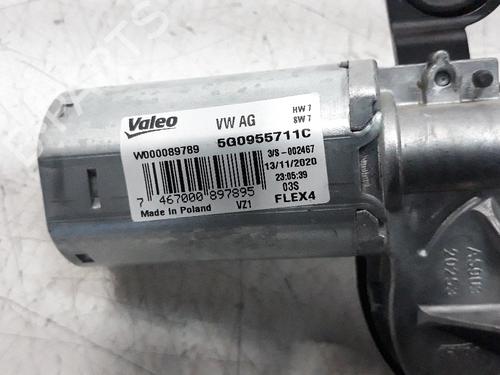 Valeo
VW AG
HW 7
SW 7
W000089789
5G0955711C
3/S -002467
13/11/2020
23:05:39
03S
7 467000 897895
Made in Poland
VZ1
FLEX4